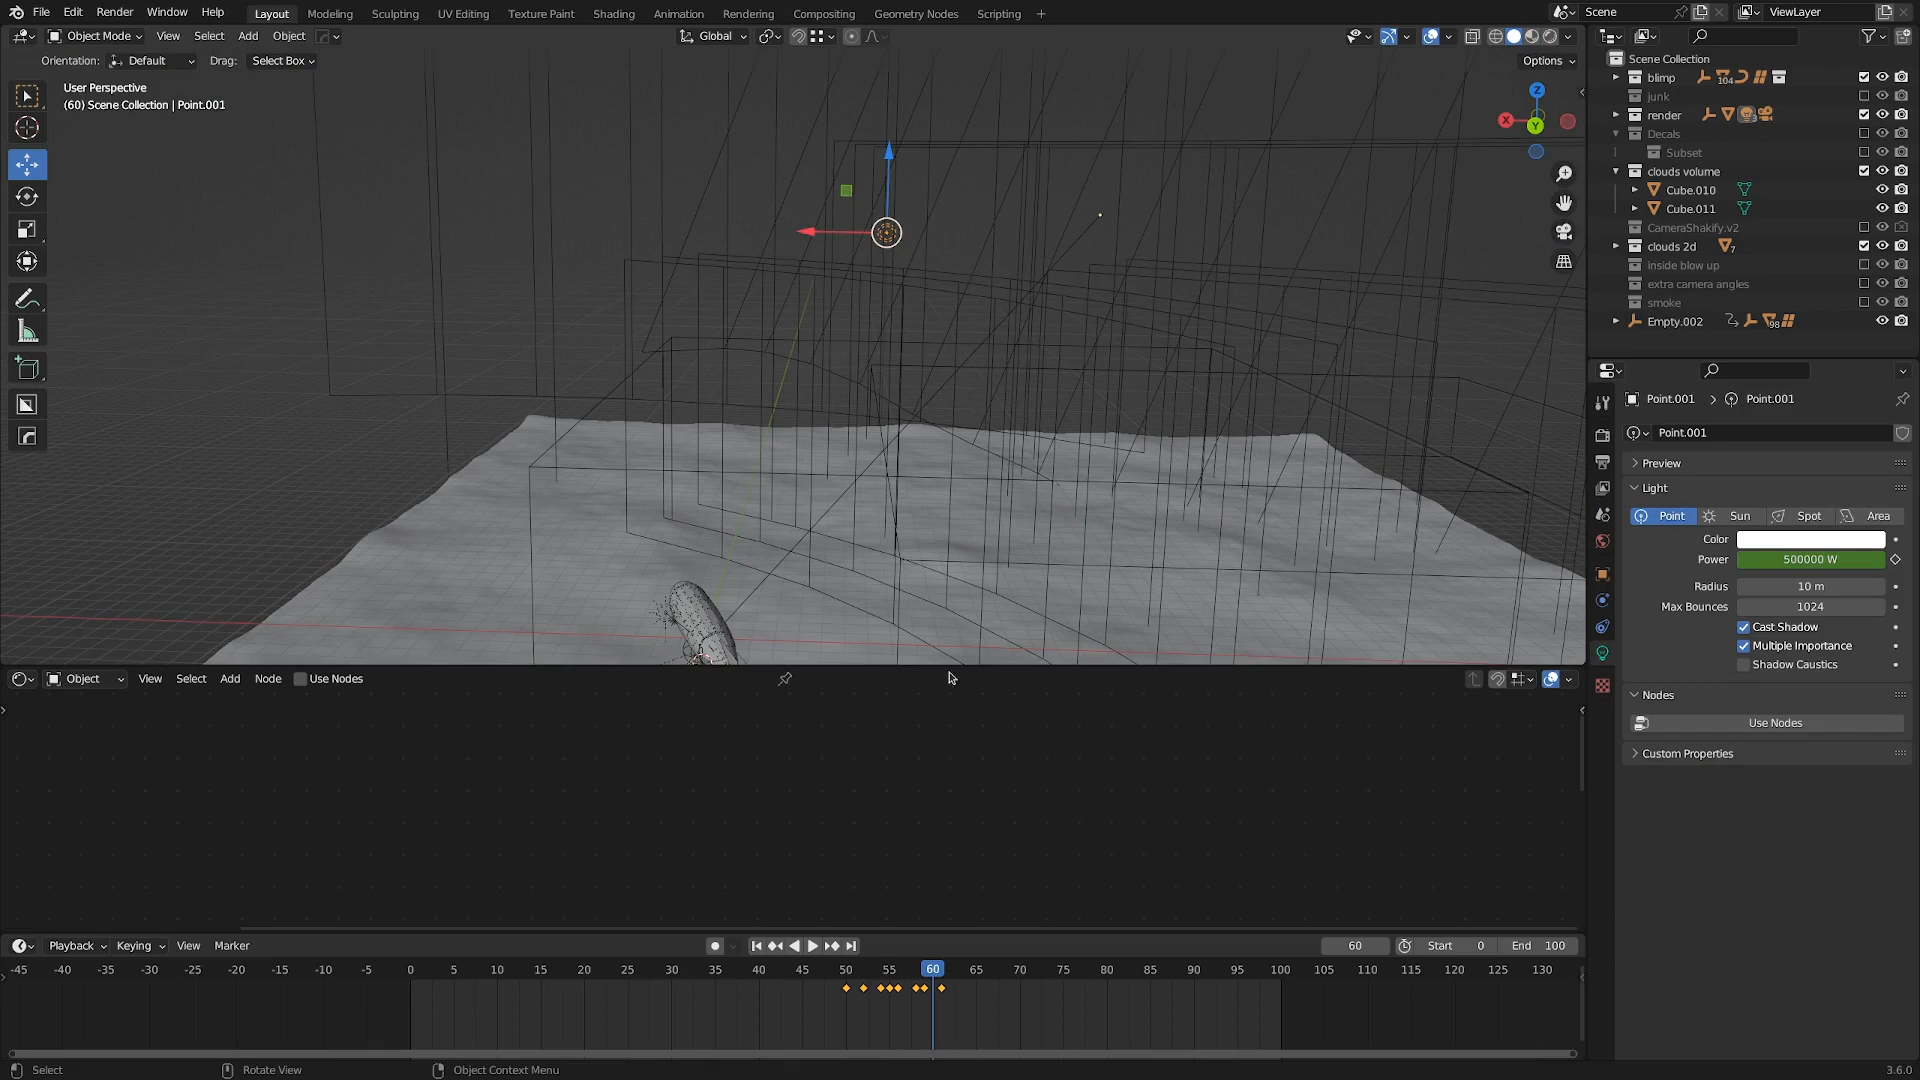 File Edit Render Window Help Layout Modeling Sculpting UV Editing Texture Paint Shading Animation Rendering Compositing Geometry Nodes Scripting + Scene ViewLayer
Object Mode View Select Add Object Global
Orientation: Default Drag: Select Box Options
User Perspective
(60) Scene Collection | Point.001
Z
X
Y
Scene Collection
blimp 104
junk
render 3
Decals
Subset
clouds volume
Cube.010
Cube.011
CameraShakify.v2
clouds 2d 7
inside blow up
extra camera angles
smoke
Empty.002 98
Point.001 > Point.001
Point.001
Preview
Light
Point Sun Spot Area
Color
Power 500000 W
Radius 10 m
Max Bounces 1024
Cast Shadow
Multiple Importance
Shadow Caustics
Nodes
Use Nodes
Custom Properties
Object View Select Add Node Use Nodes
Playback Keying View Marker 60 Start 0 End 100
-45 -40 -35 -30 -25 -20 -15 -10 -5 0 5 10 15 20 25 30 35 40 45 50 55 60 65 70 75 80 85 90 95 100 105 110 115 120 125 130
Select Rotate View Object Context Menu 3.6.0